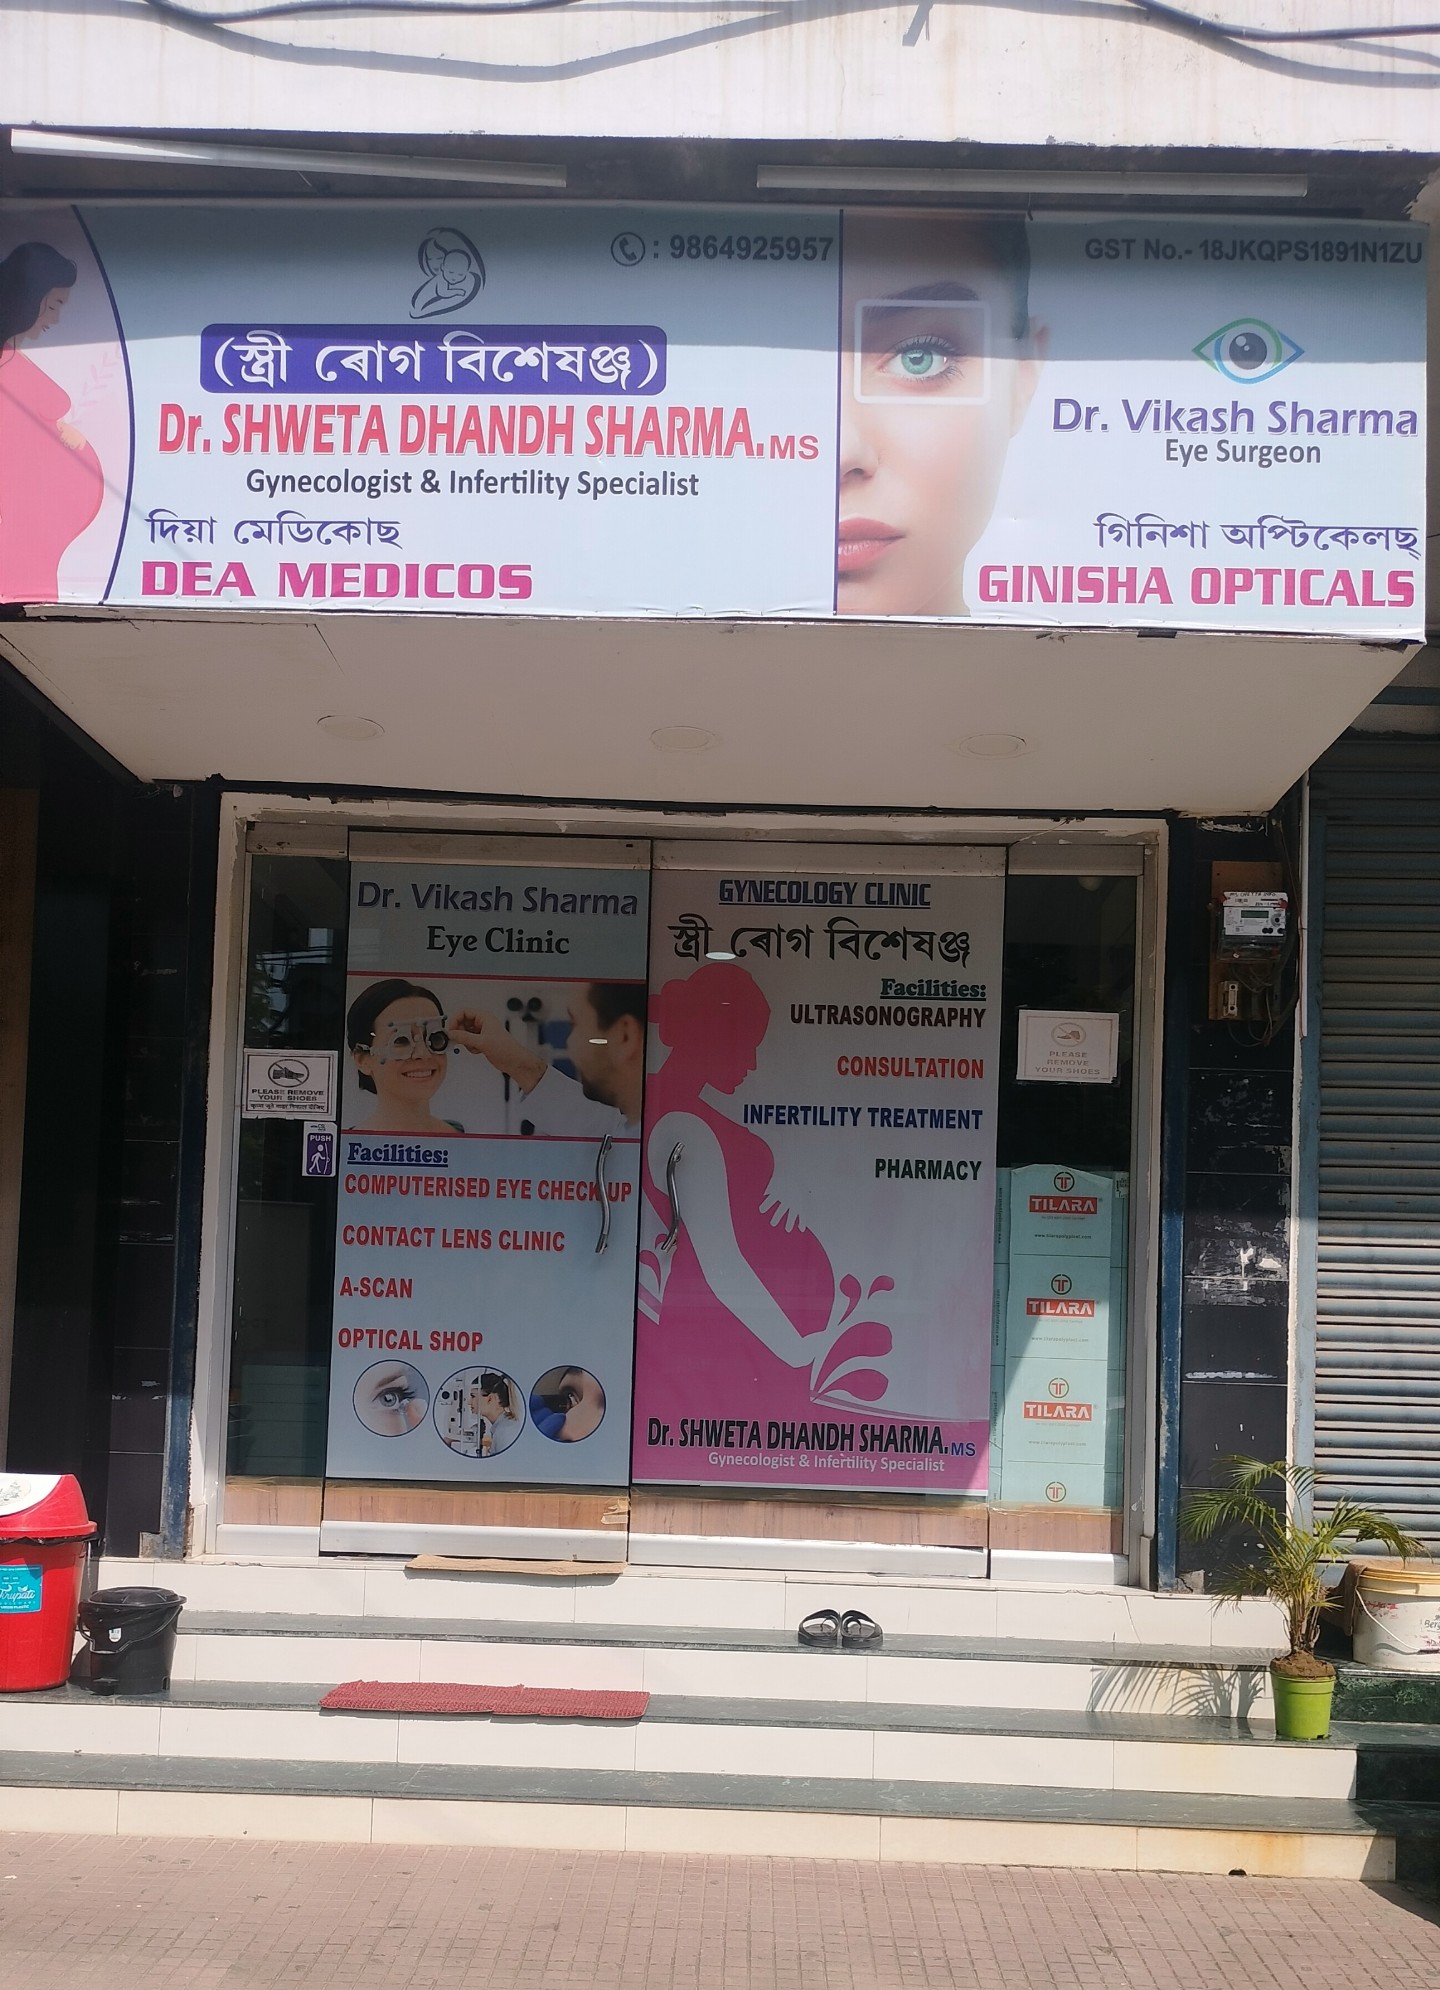 : 9864925957
(স্ত্ৰী ৰোগ বিশেষঞ্জ)
Dr. SHWETA DHANDH SHARMA.MS
Gynecologist & Infertility Specialist
দিয়া মেডিকোছ
DEA MEDICOS
GST No.- 18JKQPS1891N1ZU
Dr. Vikash Sharma
Eye Surgeon
গিনিশা অপ্টিকেলছ্
GINISHA OPTICALS
Dr. Vikash Sharma
Eye Clinic
PLEASE REMOVE
YOUR SHOES
PUSH
Facilities:
COMPUTERISED EYE CHECK UP
CONTACT LENS CLINIC
A-SCAN
OPTICAL SHOP
GYNECOLOGY CLINIC
স্ত্ৰী ৰোগ বিশেষঞ্জ
Facilities:
ULTRASONOGRAPHY
CONSULTATION
INFERTILITY TREATMENT
PHARMACY
Dr. SHWETA DHANDH SHARMA.MS
Gynecologist & Infertility Specialist
PLEASE
REMOVE
YOUR SHOES
TILARA
TILARA
TILARA
Tirupati